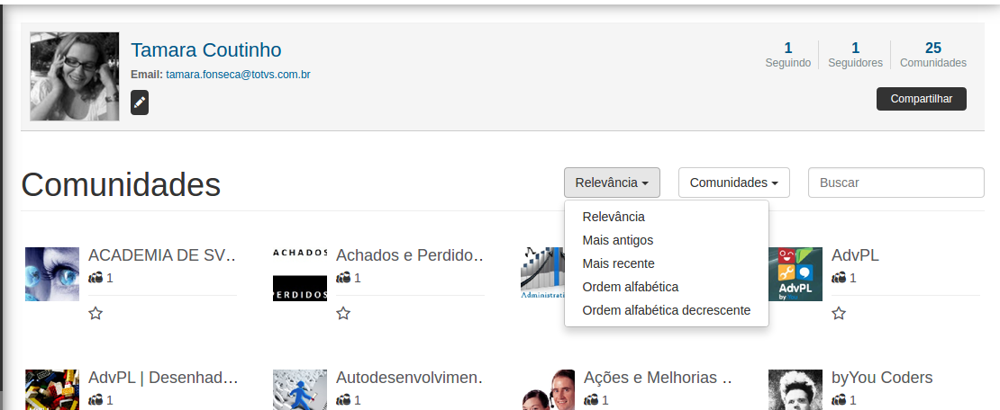 Tamara Coutinho
Email: tamara.fonseca@totvs.com.br
1 Seguindo
1 Seguidores
25 Comunidades
Compartilhar
Comunidades
Relevância
Comunidades
Buscar
Relevância
Mais antigos
Mais recente
Ordem alfabética
Ordem alfabética decrescente
ACADEMIA DE SV..
1
ACHADOS
PERDIDOS
Achados e Perdido..
1
Administrati
AdvPL
by
AdvPL
1
AdvPL | Desenhad...
1
Autodesenvolvimen..
1
Ações e Melhorias ..
1
byYou Coders
1